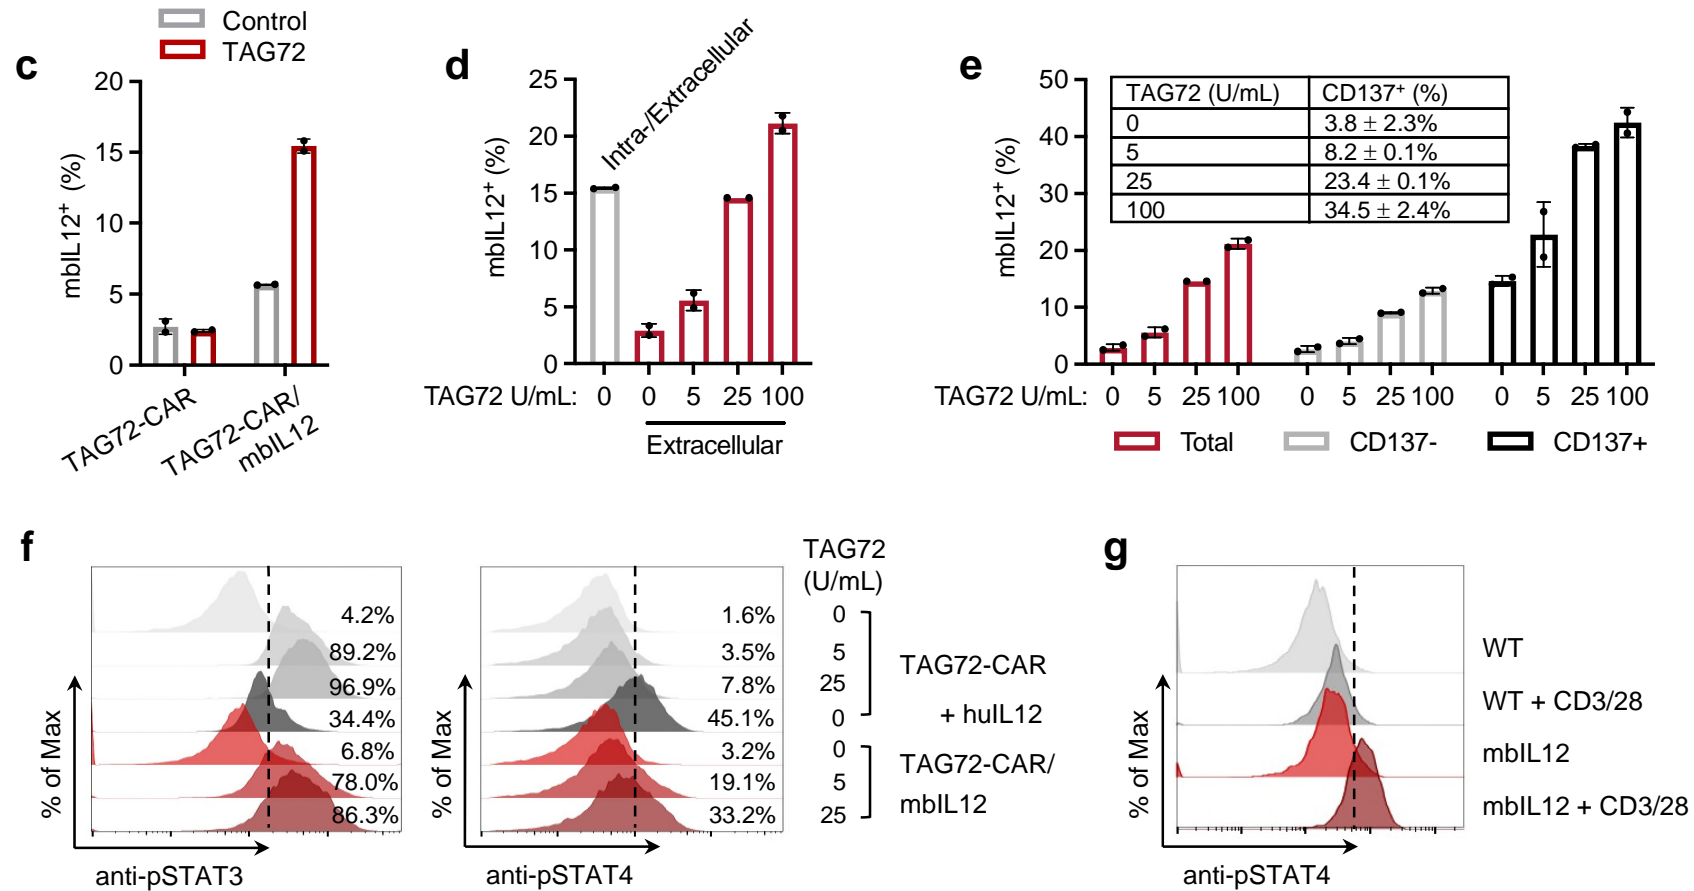 c
Control
TAG72
mbIL12+ (%)
20
15
10
5
0
TAG72-CAR
TAG72-CAR/
mbIL12
d
Intra-/Extracellular
mbIL12+ (%)
25
20
15
10
5
0
TAG72 U/mL: 0 0 5 25 100
Extracellular
e
mbIL12+ (%)
50
40
30
20
10
0
TAG72 (U/mL) CD137+ (%)
0 3.8 ± 2.3%
5 8.2 ± 0.1%
25 23.4 ± 0.1%
100 34.5 ± 2.4%
TAG72 U/mL: 0 5 25 100 0 5 25 100 0 5 25 100
Total CD137- CD137+
f
% of Max
4.2%
89.2%
96.9%
34.4%
6.8%
78.0%
86.3%
anti-pSTAT3
% of Max
1.6%
3.5%
7.8%
45.1%
3.2%
19.1%
33.2%
anti-pSTAT4
TAG72
(U/mL)
0
5
25
0
TAG72-CAR
+ huIL12
0
5
25
TAG72-CAR/
mbIL12
g
% of Max
WT
WT + CD3/28
mbIL12
mbIL12 + CD3/28
anti-pSTAT4